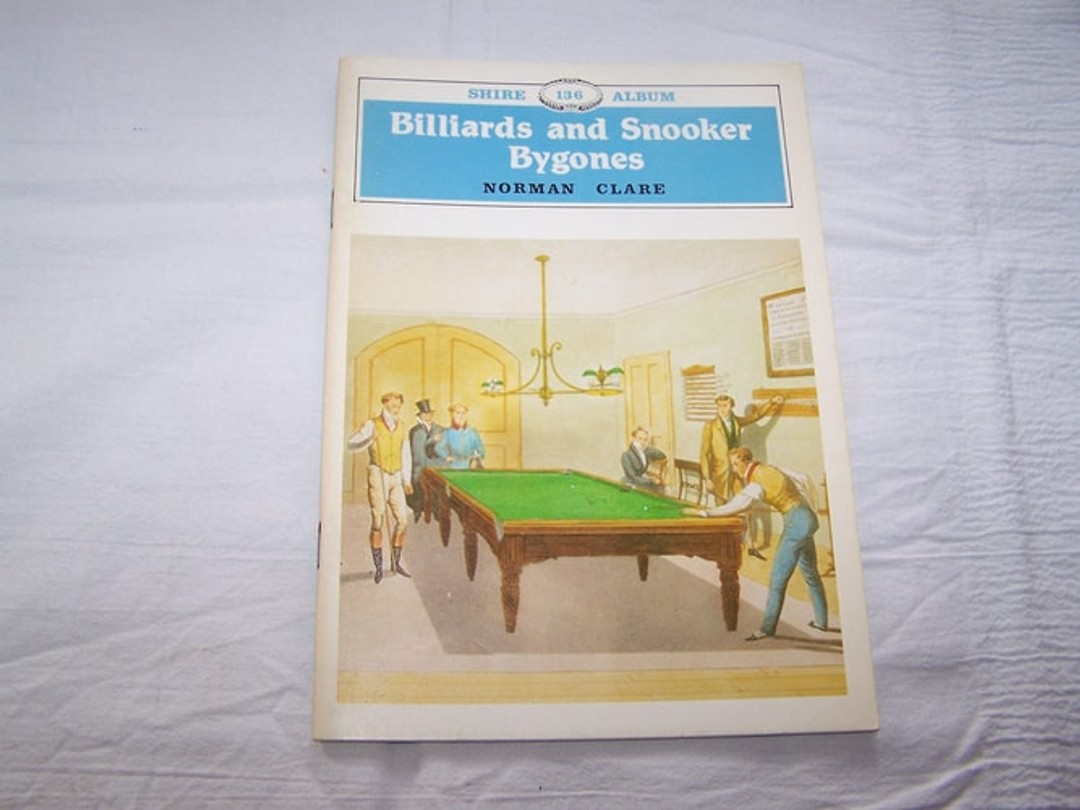 SHIRE 136 ALBUM
Billiards and Snooker
Bygones
NORMAN CLARE